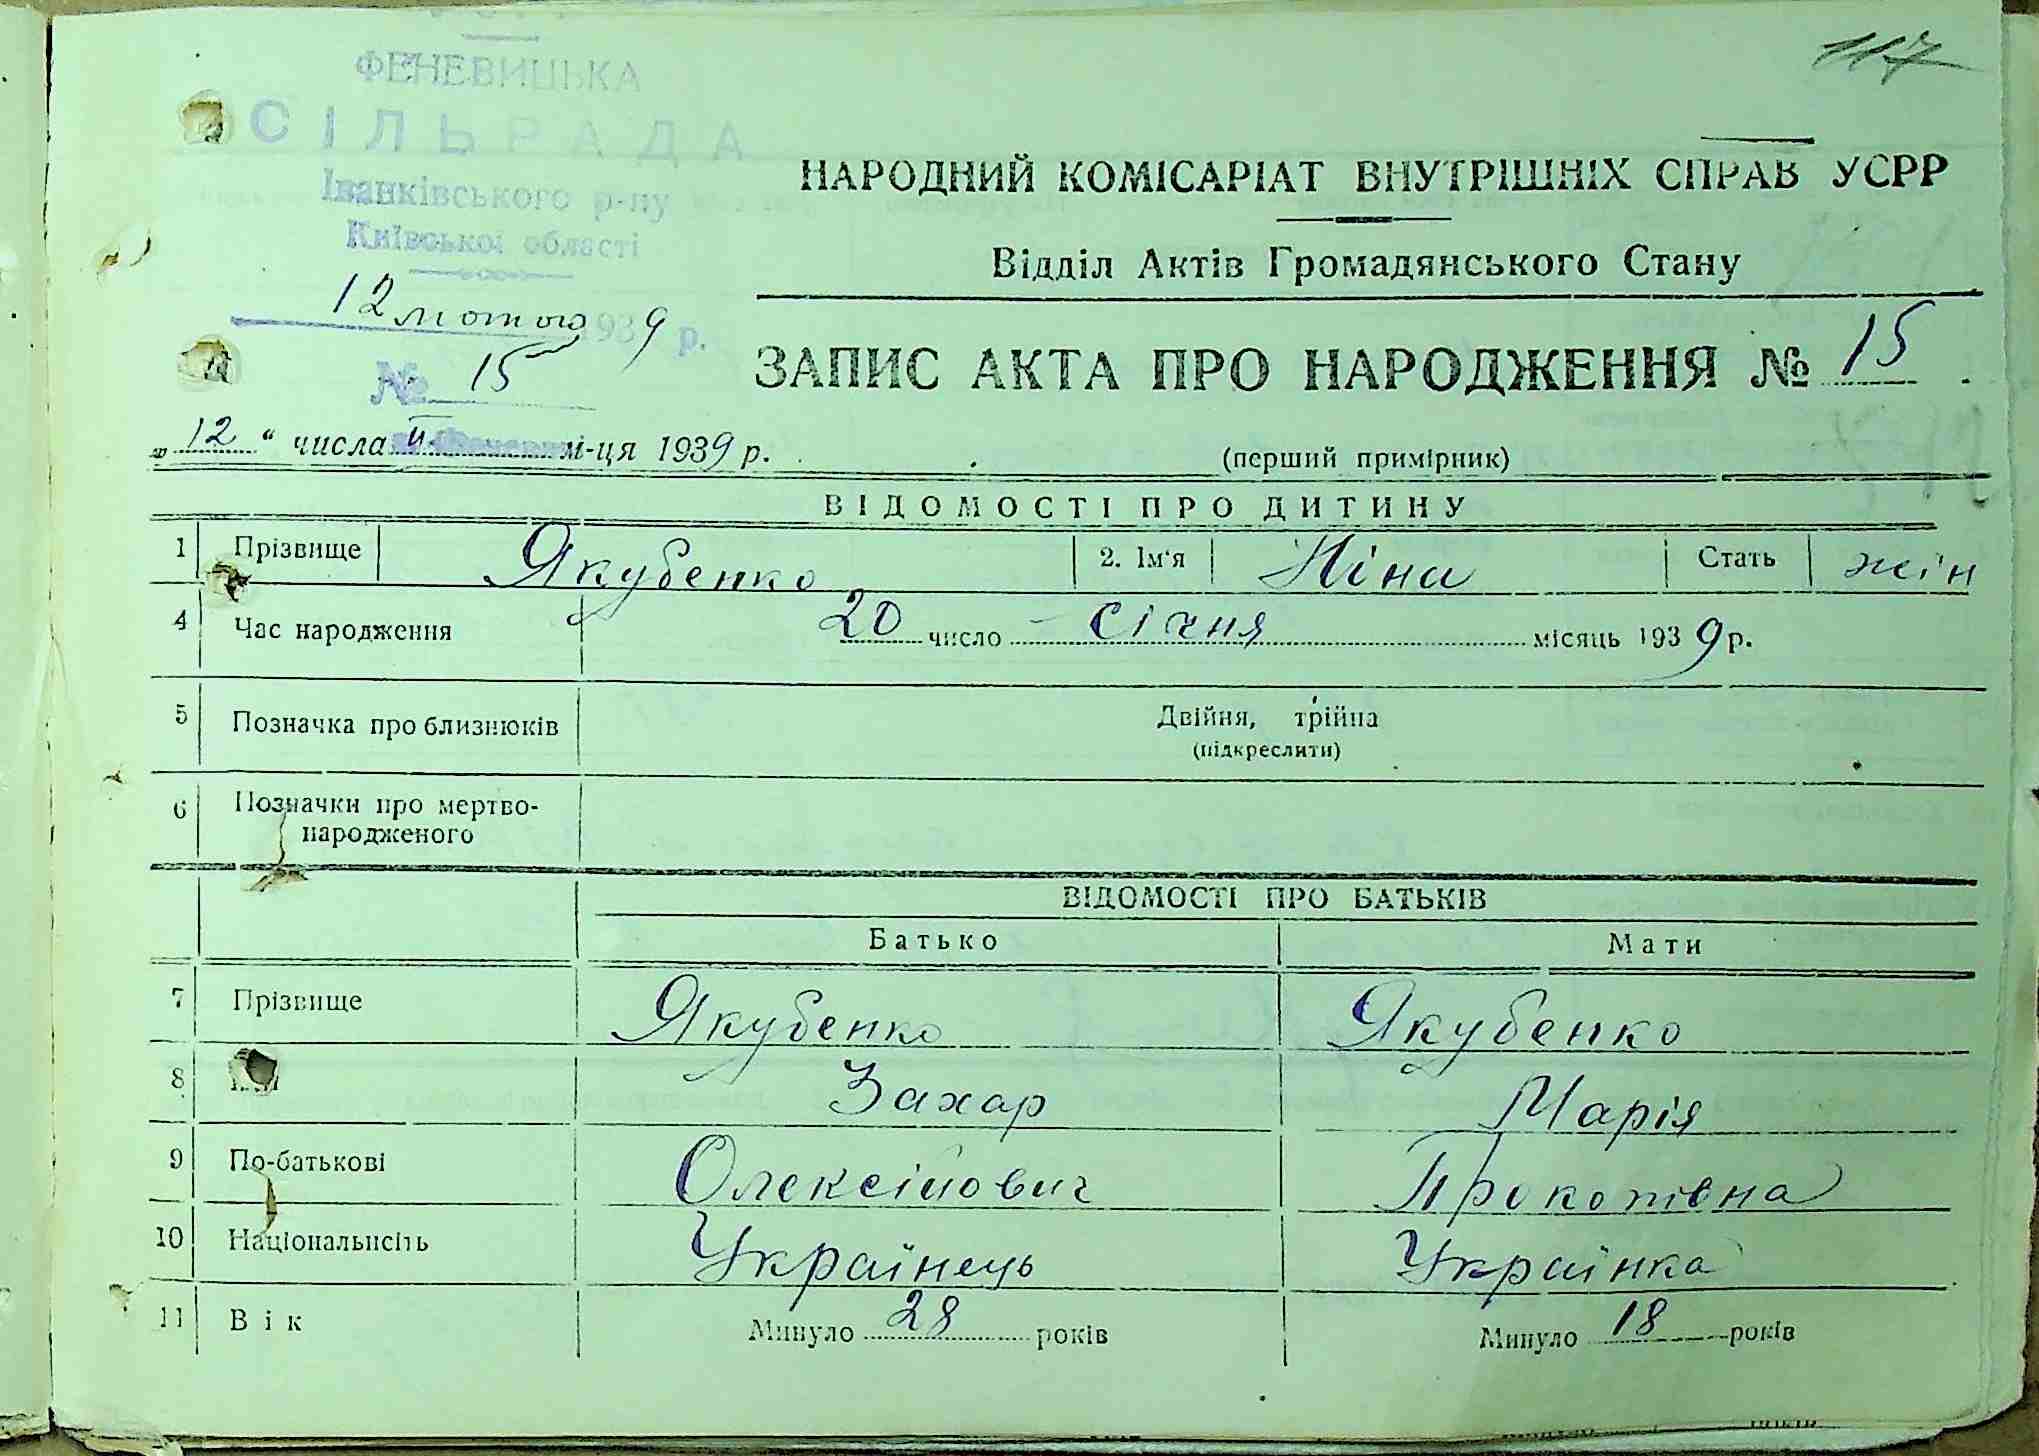 117
ФЕНЕВИЦЬКА
СІЛЬРАДА
Іванківського р-ну
Київської області
12 лютого 1939 р.
№ 15
НАРОДНИЙ КОМІСАРІАТ ВНУТРІШНІХ СПРАВ УСРР
Відділ Актів Громадянського Стану
ЗАПИС АКТА ПРО НАРОДЖЕННЯ № 15
„12“ числа II м-ця 1939 р.
(перший примірник)
ВІДОМОСТІ ПРО ДИТИНУ
1 Прізвище Якубенко 2. Ім'я Ніна Стать жін
4 Час народження 20 число Січня місяць 1939 р.
5 Позначка про близнюків Двійня, трійна
(підкреслити)
6 Позначки про мертво-
народженого
ВІДОМОСТІ ПРО БАТЬКІВ
Батько Мати
7 Прізвище Якубенко Якубенко
8 Захар Марія
9 По-батькові Олексійович Прокопівна
10 Національність Українець Українка
11 Вік Минуло 28 років Минуло 18 років